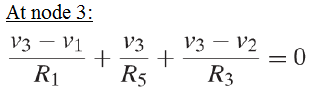 At node 3:
(v₃ − v₁)/R₁ + v₃/R₅ + (v₃ − v₂)/R₃ = 0